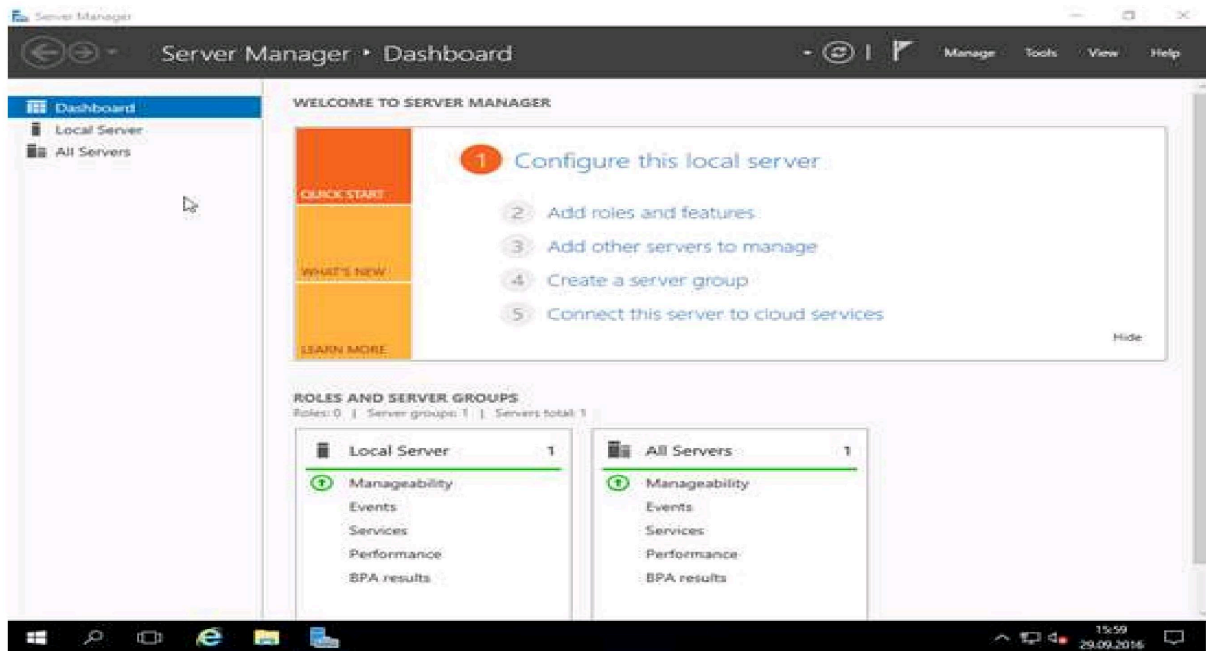 Server Manager
Server Manager • Dashboard
Manage Tools View Help
Dashboard
Local Server
All Servers
WELCOME TO SERVER MANAGER
QUICK START
WHAT'S NEW
LEARN MORE
1 Configure this local server
2 Add roles and features
3 Add other servers to manage
4 Create a server group
5 Connect this server to cloud services
Hide
ROLES AND SERVER GROUPS
Roles: 0 | Server groups: 1 | Servers total: 1
Local Server 1
Manageability
Events
Services
Performance
BPA results
All Servers 1
Manageability
Events
Services
Performance
BPA results
15:59
29.09.2016